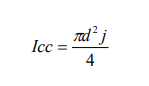 Icc = πd²j / 4